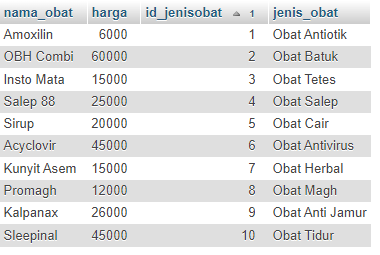 nama_obat harga id_jenisobat 1 jenis_obat
Amoxilin 6000 1 Obat Antiotik
OBH Combi 60000 2 Obat Batuk
Insto Mata 15000 3 Obat Tetes
Salep 88 25000 4 Obat Salep
Sirup 20000 5 Obat Cair
Acyclovir 45000 6 Obat Antivirus
Kunyit Asem 15000 7 Obat Herbal
Promagh 12000 8 Obat Magh
Kalpanax 26000 9 Obat Anti Jamur
Sleepinal 45000 10 Obat Tidur